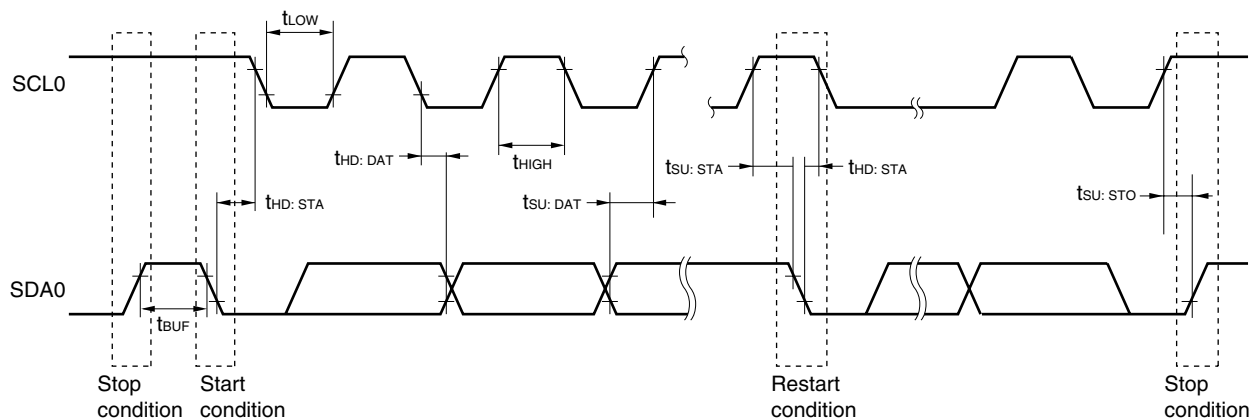 tLOW
SCL0
tHD: DAT
tHIGH
tSU: STA
tHD: STA
tHD: STA
tSU: DAT
tSU: STO
SDA0
tBUF
Stop
condition
Start
condition
Restart
condition
Stop
condition